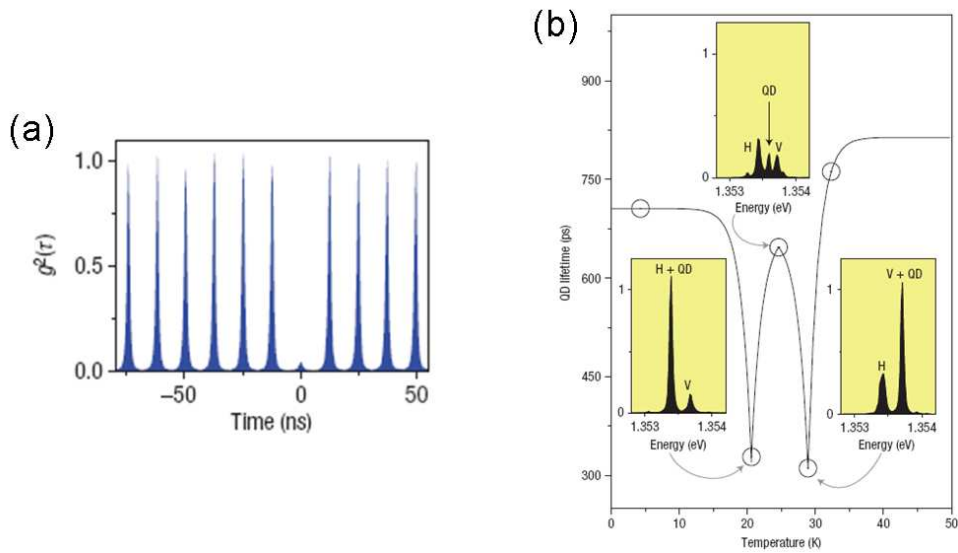 (a)
1.0
0.5
0.0
g²(τ)
−50
0
50
Time (ns)
(b)
900
750
600
450
300
QD lifetime (ps)
0
10
20
30
40
50
Temperature (K)
1
0
QD
H
V
1.353
1.354
Energy (eV)
1
0
H + QD
V
1.353
1.354
Energy (eV)
1
0
V + QD
H
1.353
1.354
Energy (eV)